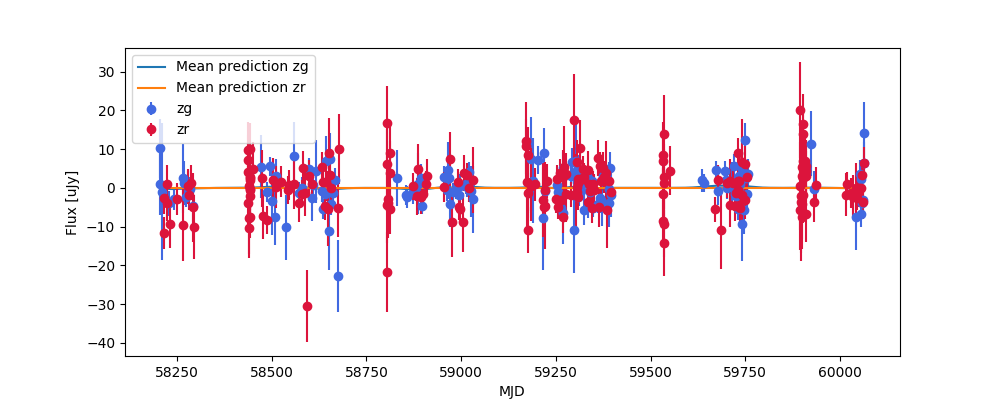 Mean prediction zg
Mean prediction zr
zg
zr
30
20
10
0
−10
−20
−30
−40
Flux [uJy]
58250 58500 58750 59000 59250 59500 59750 60000
MJD